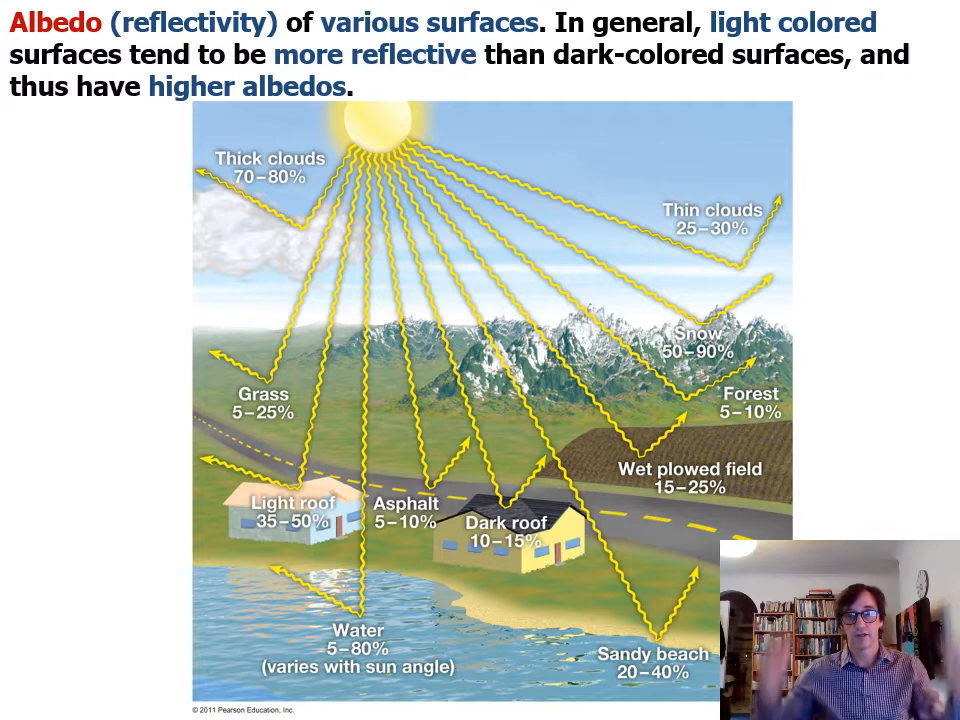 Albedo (reflectivity) of various surfaces. In general, light colored
surfaces tend to be more reflective than dark-colored surfaces, and
thus have higher albedos.
Thick clouds
70–80%
Thin clouds
25–30%
Snow
50–90%
Grass
5–25%
Forest
5–10%
Wet plowed field
15–25%
Light roof
35–50%
Asphalt
5–10%
Dark roof
10–15%
Water
5–80%
(varies with sun angle)
Sandy beach
20–40%
© 2011 Pearson Education, Inc.